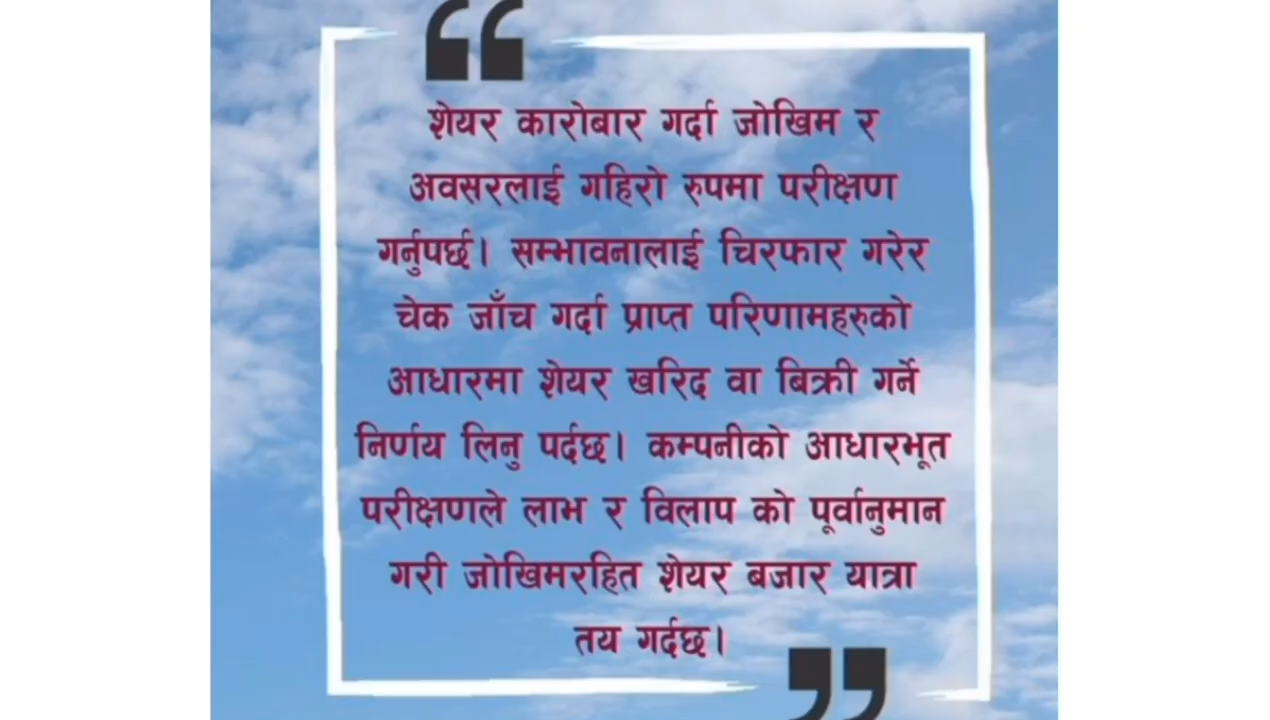 शेयर कारोबार गर्दा जोखिम र
अवसरलाई गहिरो रुपमा परीक्षण
गर्नुपर्छ। सम्भावनालाई चिरफार गरेर
चेक जाँच गर्दा प्राप्त परिणामहरुको
आधारमा शेयर खरिद वा बिक्री गर्ने
निर्णय लिनु पर्दछ। कम्पनीको आधारभूत
परीक्षणले लाभ र विलाप को पूर्वानुमान
गरी जोखिमरहित शेयर बजार यात्रा
तय गर्दछ।